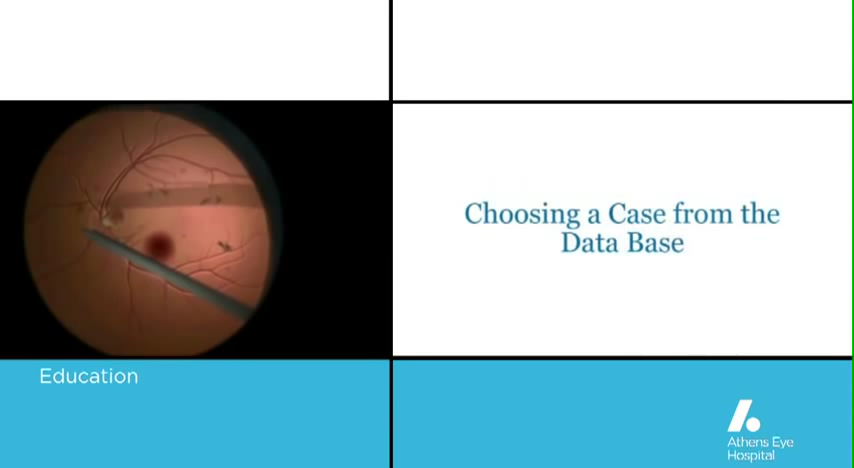 Choosing a Case from the
Data Base
Education
Athens Eye
Hospital